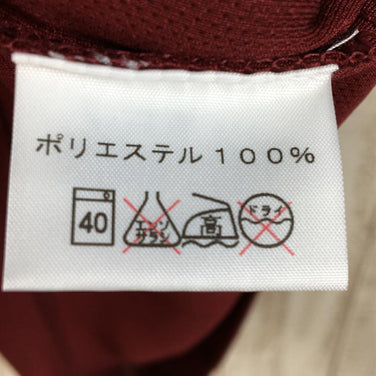 ポリエステル100%
40
エンソ
サラシ
高
ドライ